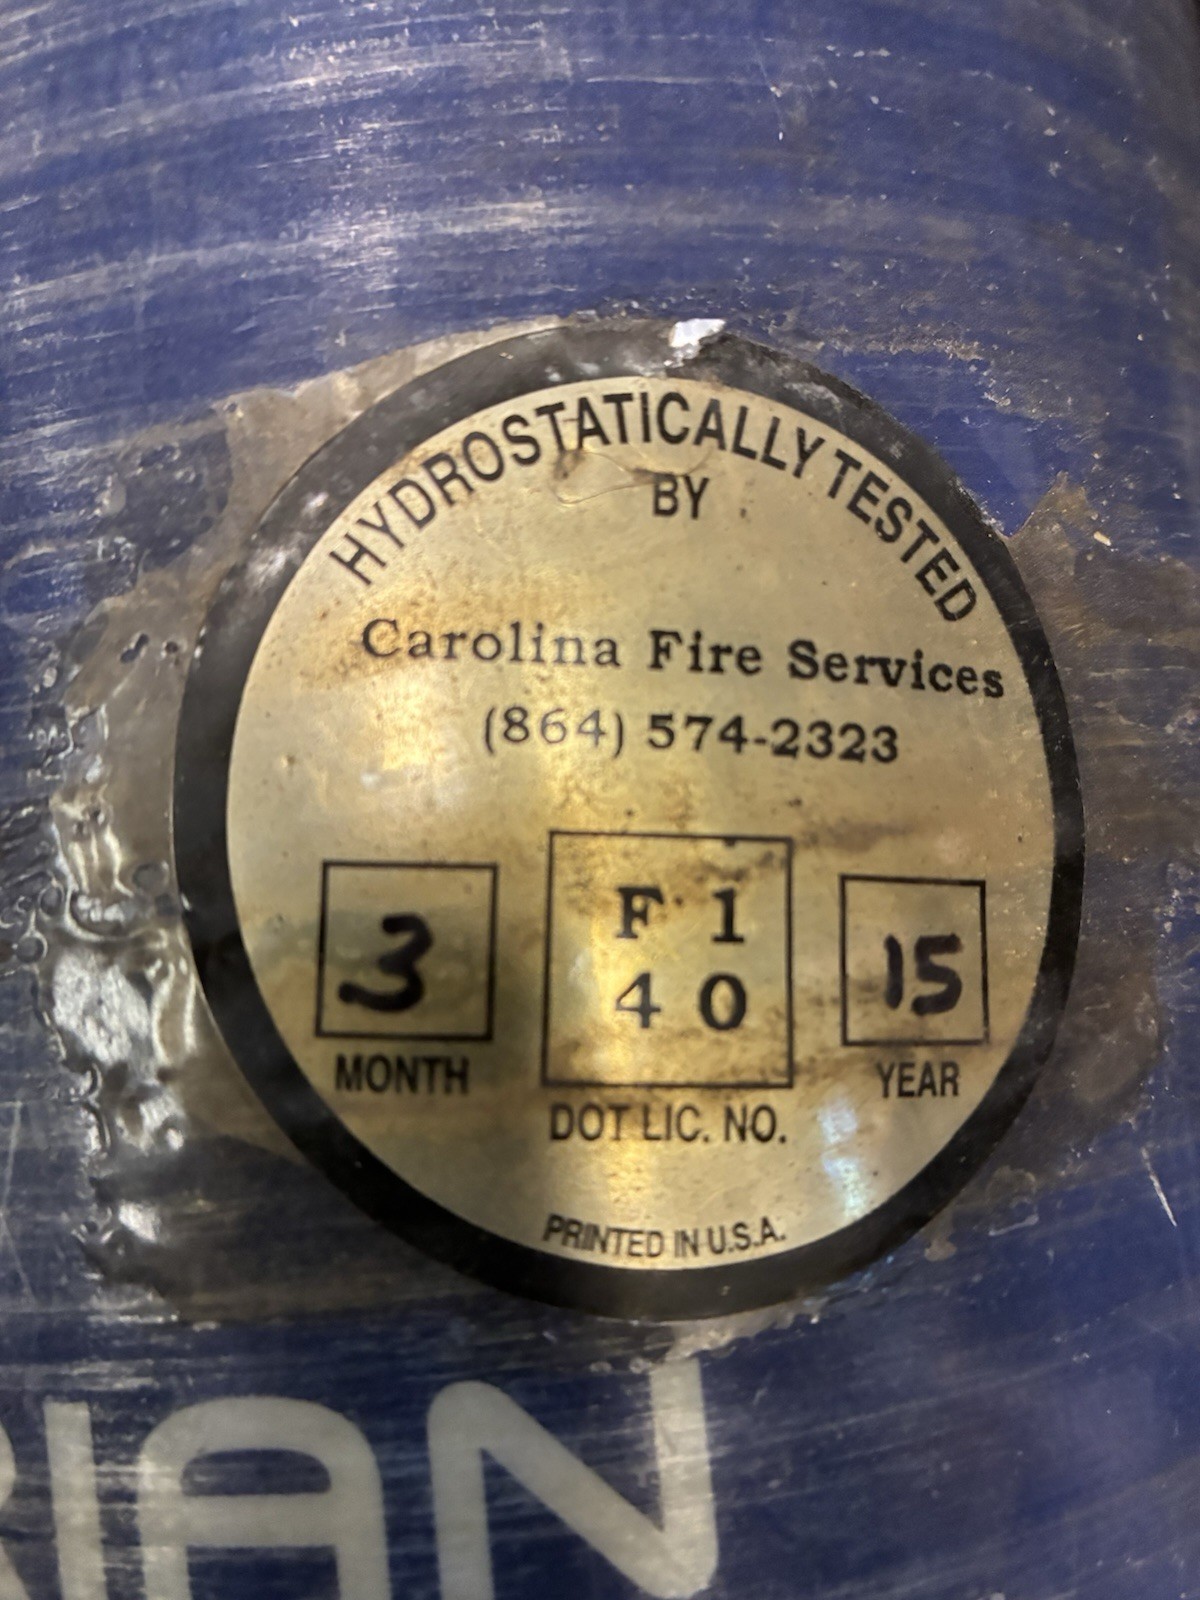 HYDROSTATICALLY TESTED
BY
Carolina Fire Services
(864) 574-2323
3
MONTH
F 1
4 0
DOT LIC. NO.
15
YEAR
PRINTED IN U.S.A.
RIAN